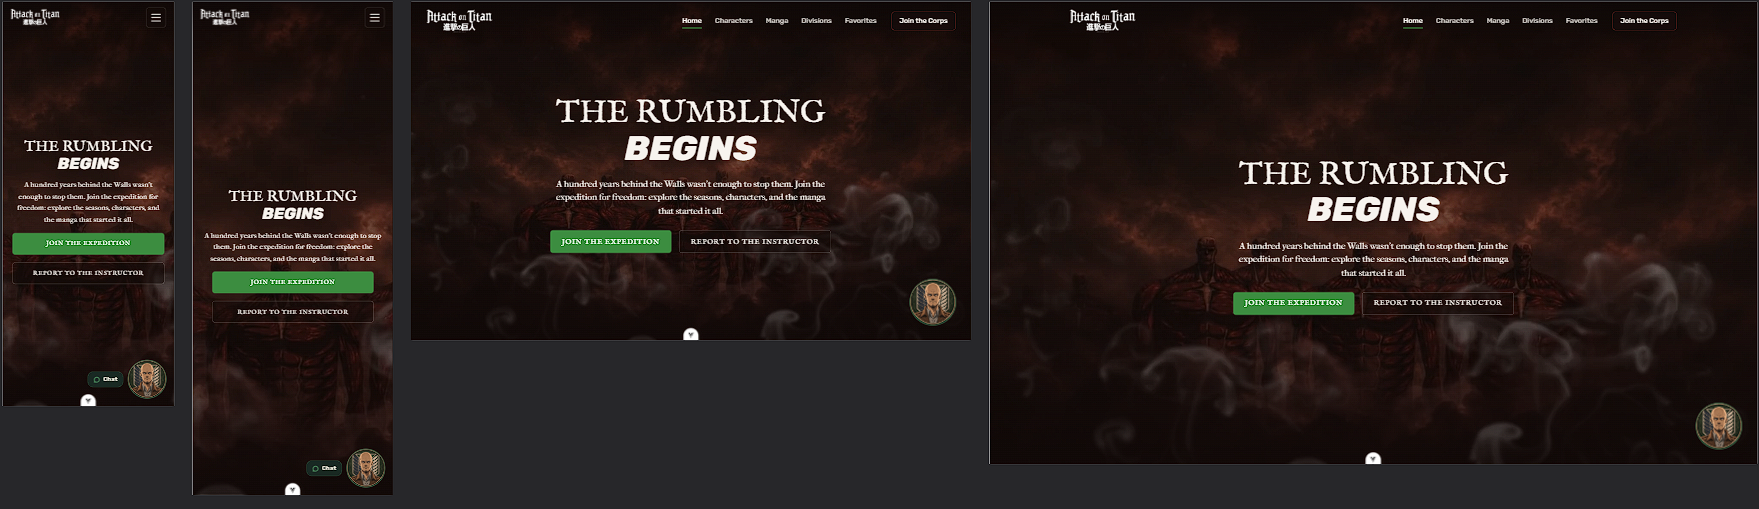 Attack on Titan
進撃の巨人
THE RUMBLING
BEGINS
A hundred years behind the Walls wasn't
enough to stop them. Join the expedition for
freedom: explore the seasons, characters, and
the manga that started it all.
JOIN THE EXPEDITION
REPORT TO THE INSTRUCTOR
Chat
Attack on Titan
進撃の巨人
THE RUMBLING
BEGINS
A hundred years behind the Walls wasn't enough to stop
them. Join the expedition for freedom: explore the
seasons, characters, and the manga that started it all.
JOIN THE EXPEDITION
REPORT TO THE INSTRUCTOR
Chat
Attack on Titan
進撃の巨人
Home Characters Manga Divisions Favorites Join the Corps
THE RUMBLING
BEGINS
A hundred years behind the Walls wasn't enough to stop them. Join the
expedition for freedom: explore the seasons, characters, and the manga
that started it all.
JOIN THE EXPEDITION REPORT TO THE INSTRUCTOR
Attack on Titan
進撃の巨人
Home Characters Manga Divisions Favorites Join the Corps
THE RUMBLING
BEGINS
A hundred years behind the Walls wasn't enough to stop them. Join the
expedition for freedom: explore the seasons, characters, and the manga
that started it all.
JOIN THE EXPEDITION REPORT TO THE INSTRUCTOR